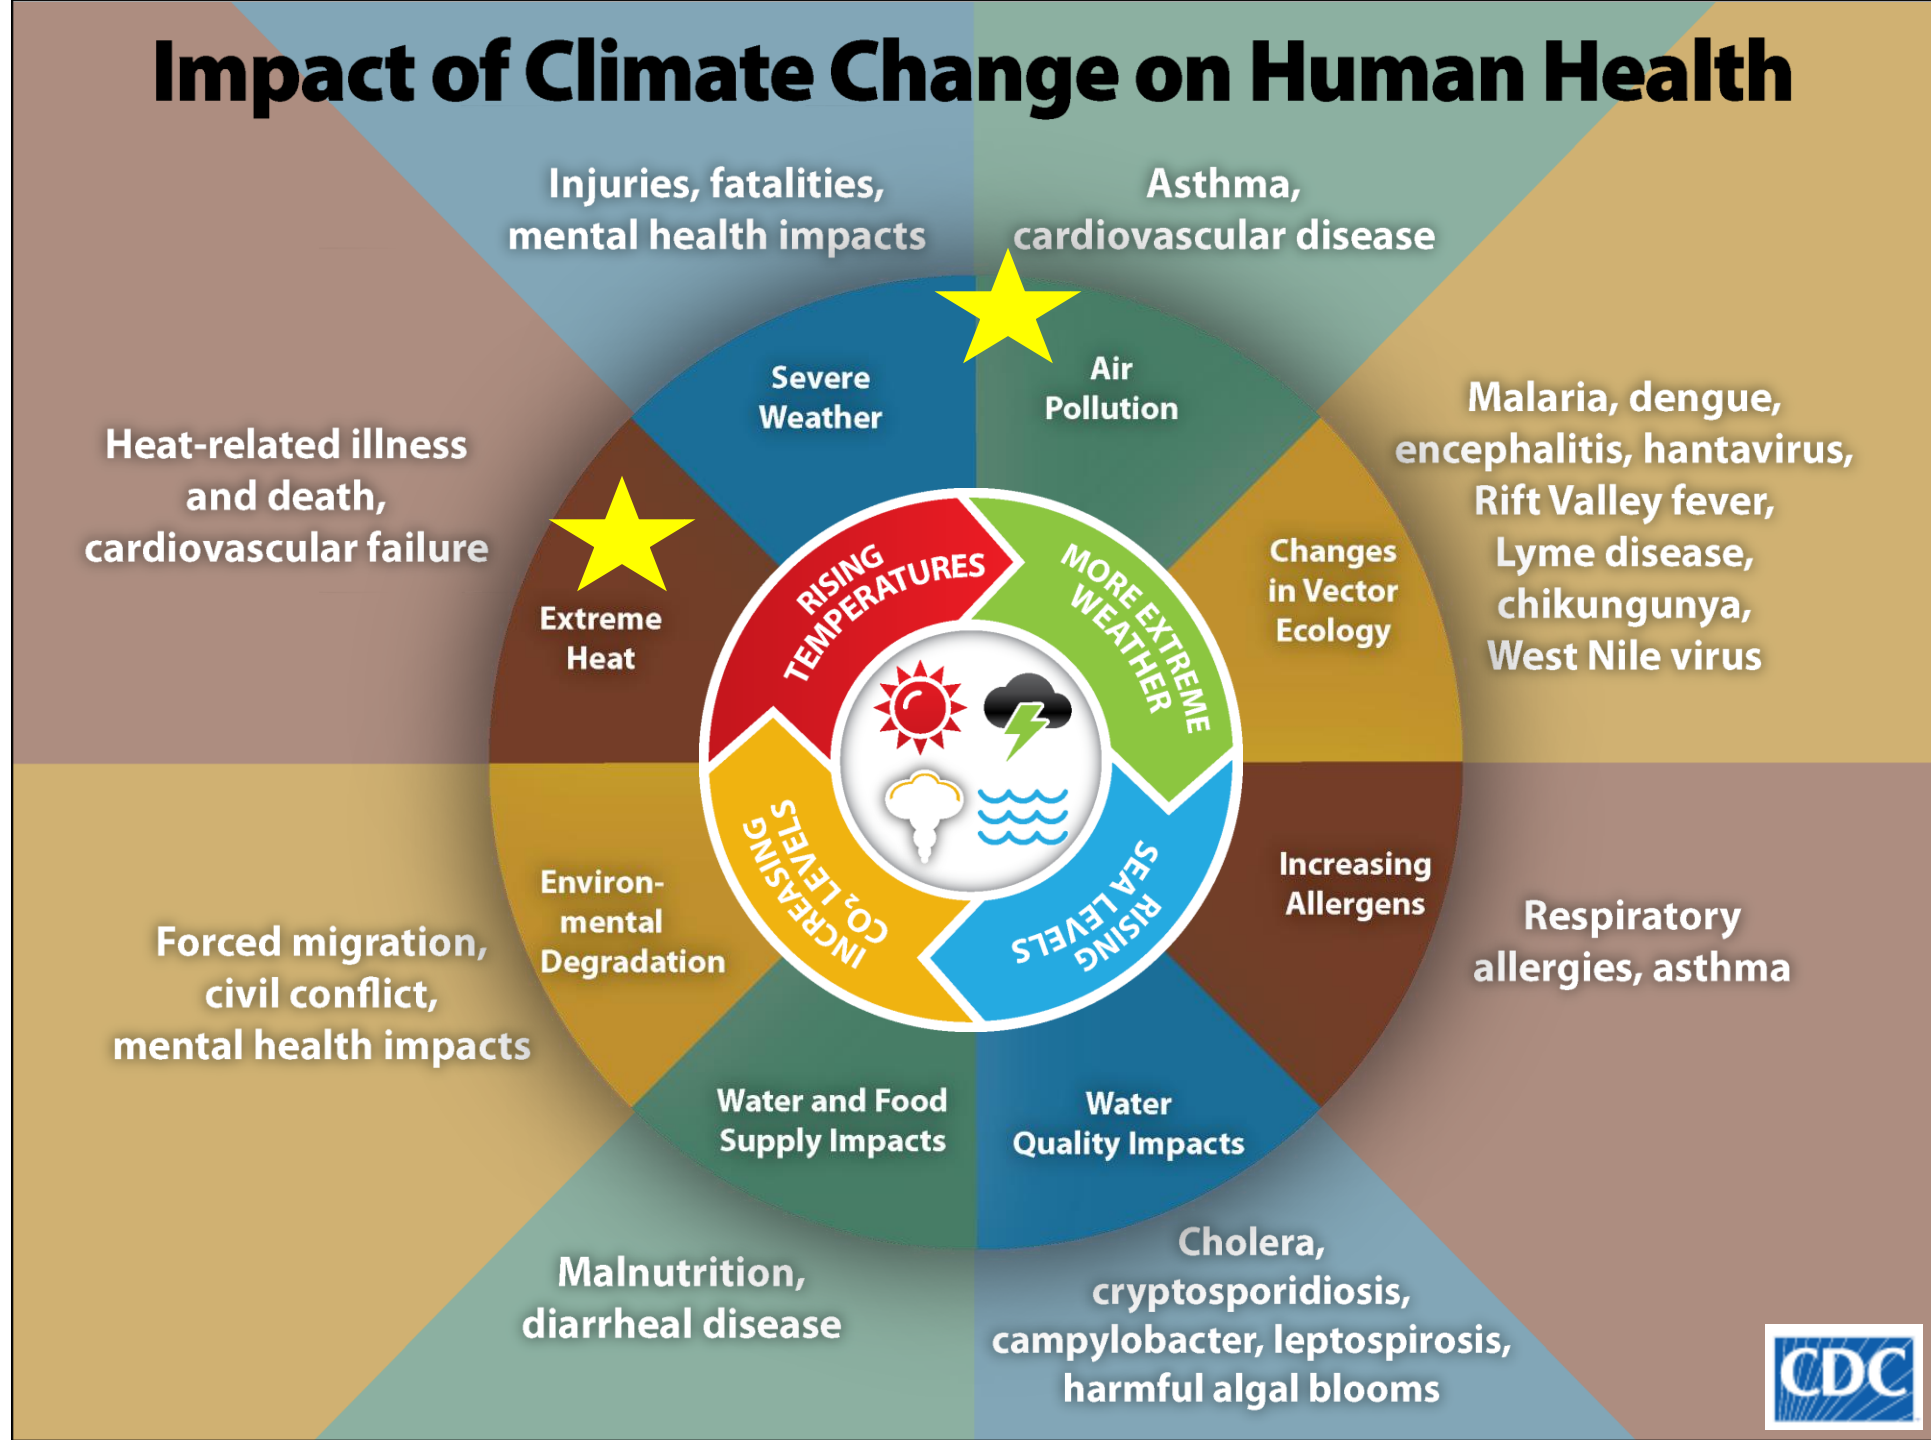 Impact of Climate Change on Human Health
Injuries, fatalities,
mental health impacts
Asthma,
cardiovascular disease
Malaria, dengue,
encephalitis, hantavirus,
Rift Valley fever,
Lyme disease,
chikungunya,
West Nile virus
Respiratory
allergies, asthma
Cholera,
cryptosporidiosis,
campylobacter, leptospirosis,
harmful algal blooms
Malnutrition,
diarrheal disease
Forced migration,
civil conflict,
mental health impacts
Heat-related illness
and death,
cardiovascular failure
Severe
Weather
Air
Pollution
Changes
in Vector
Ecology
Increasing
Allergens
Water
Quality Impacts
Water and Food
Supply Impacts
Environ-
mental
Degradation
Extreme
Heat
RISING
TEMPERATURES
MORE EXTREME
WEATHER
RISING
SEA LEVELS
INCREASING
CO₂ LEVELS
CDC